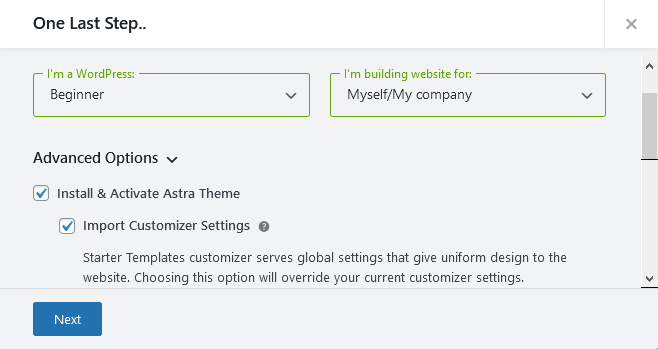 One Last Step..
I'm a WordPress:
Beginner
I'm building website for:
Myself/My company
Advanced Options
Install & Activate Astra Theme
Import Customizer Settings ?
Starter Templates customizer serves global settings that give uniform design to the
website. Choosing this option will override your current customizer settings.
Next